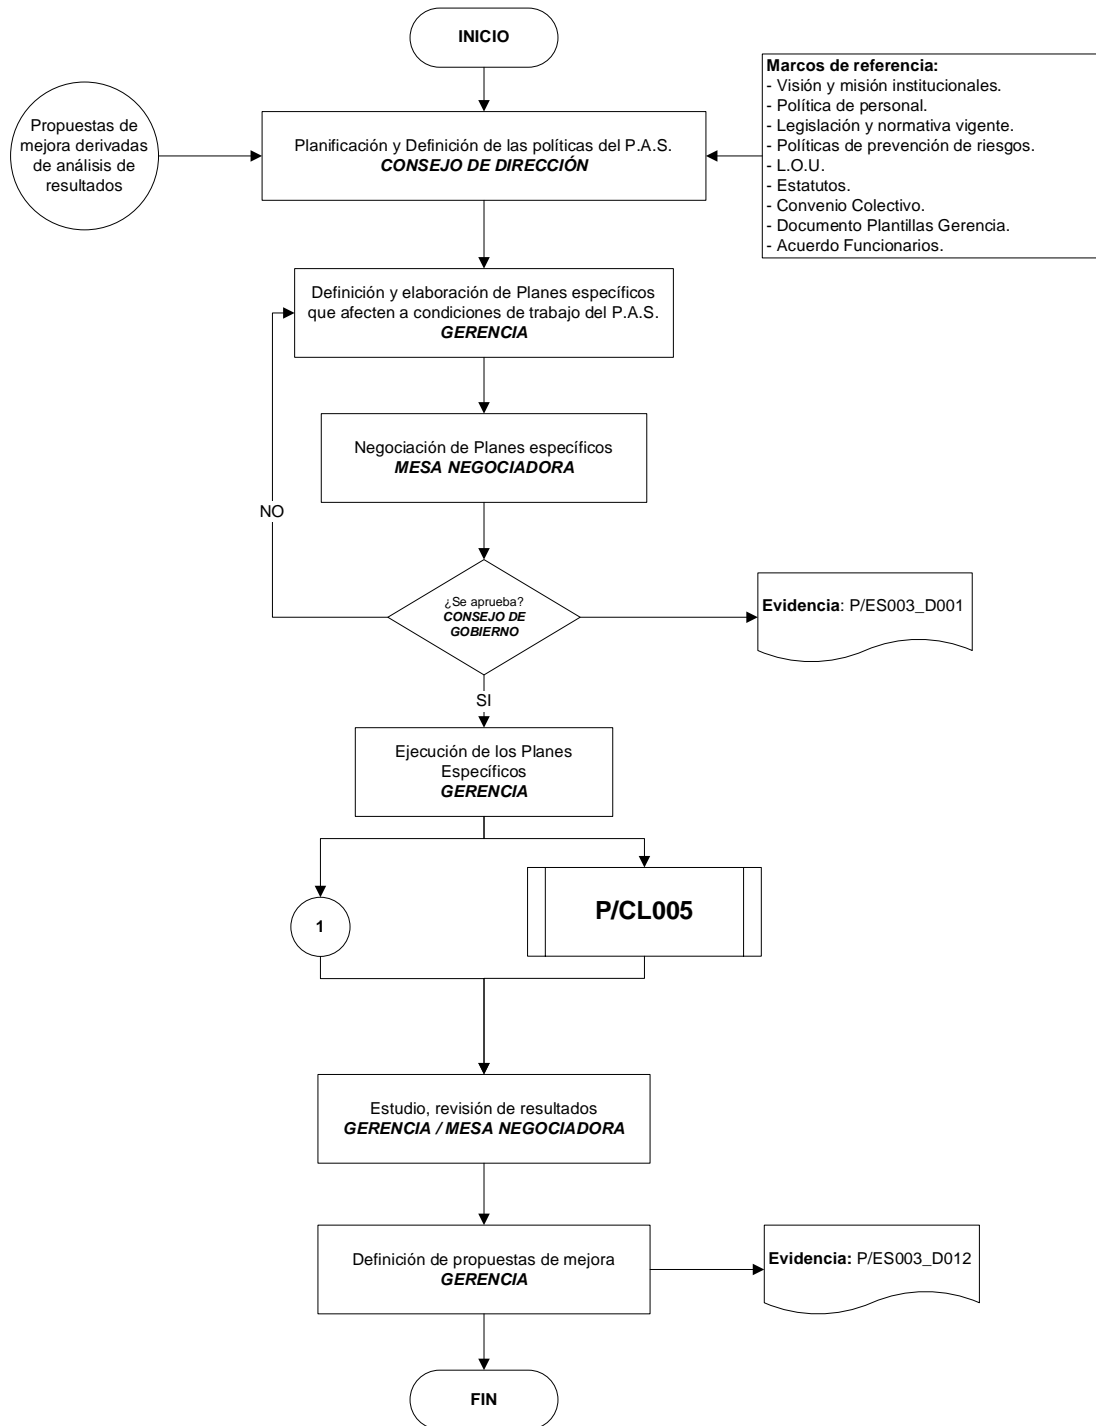 INICIO
Propuestas de
mejora derivadas
de análisis de
resultados
Planificación y Definición de las políticas del P.A.S.
CONSEJO DE DIRECCIÓN
Marcos de referencia:
- Visión y misión institucionales.
- Política de personal.
- Legislación y normativa vigente.
- Políticas de prevención de riesgos.
- L.O.U.
- Estatutos.
- Convenio Colectivo.
- Documento Plantillas Gerencia.
- Acuerdo Funcionarios.
Definición y elaboración de Planes específicos
que afecten a condiciones de trabajo del P.A.S.
GERENCIA
Negociación de Planes específicos
MESA NEGOCIADORA
NO
¿Se aprueba?
CONSEJO DE
GOBIERNO
Evidencia: P/ES003_D001
SI
Ejecución de los Planes
Específicos
GERENCIA
1
P/CL005
Estudio, revisión de resultados
GERENCIA / MESA NEGOCIADORA
Definición de propuestas de mejora
GERENCIA
Evidencia: P/ES003_D012
FIN